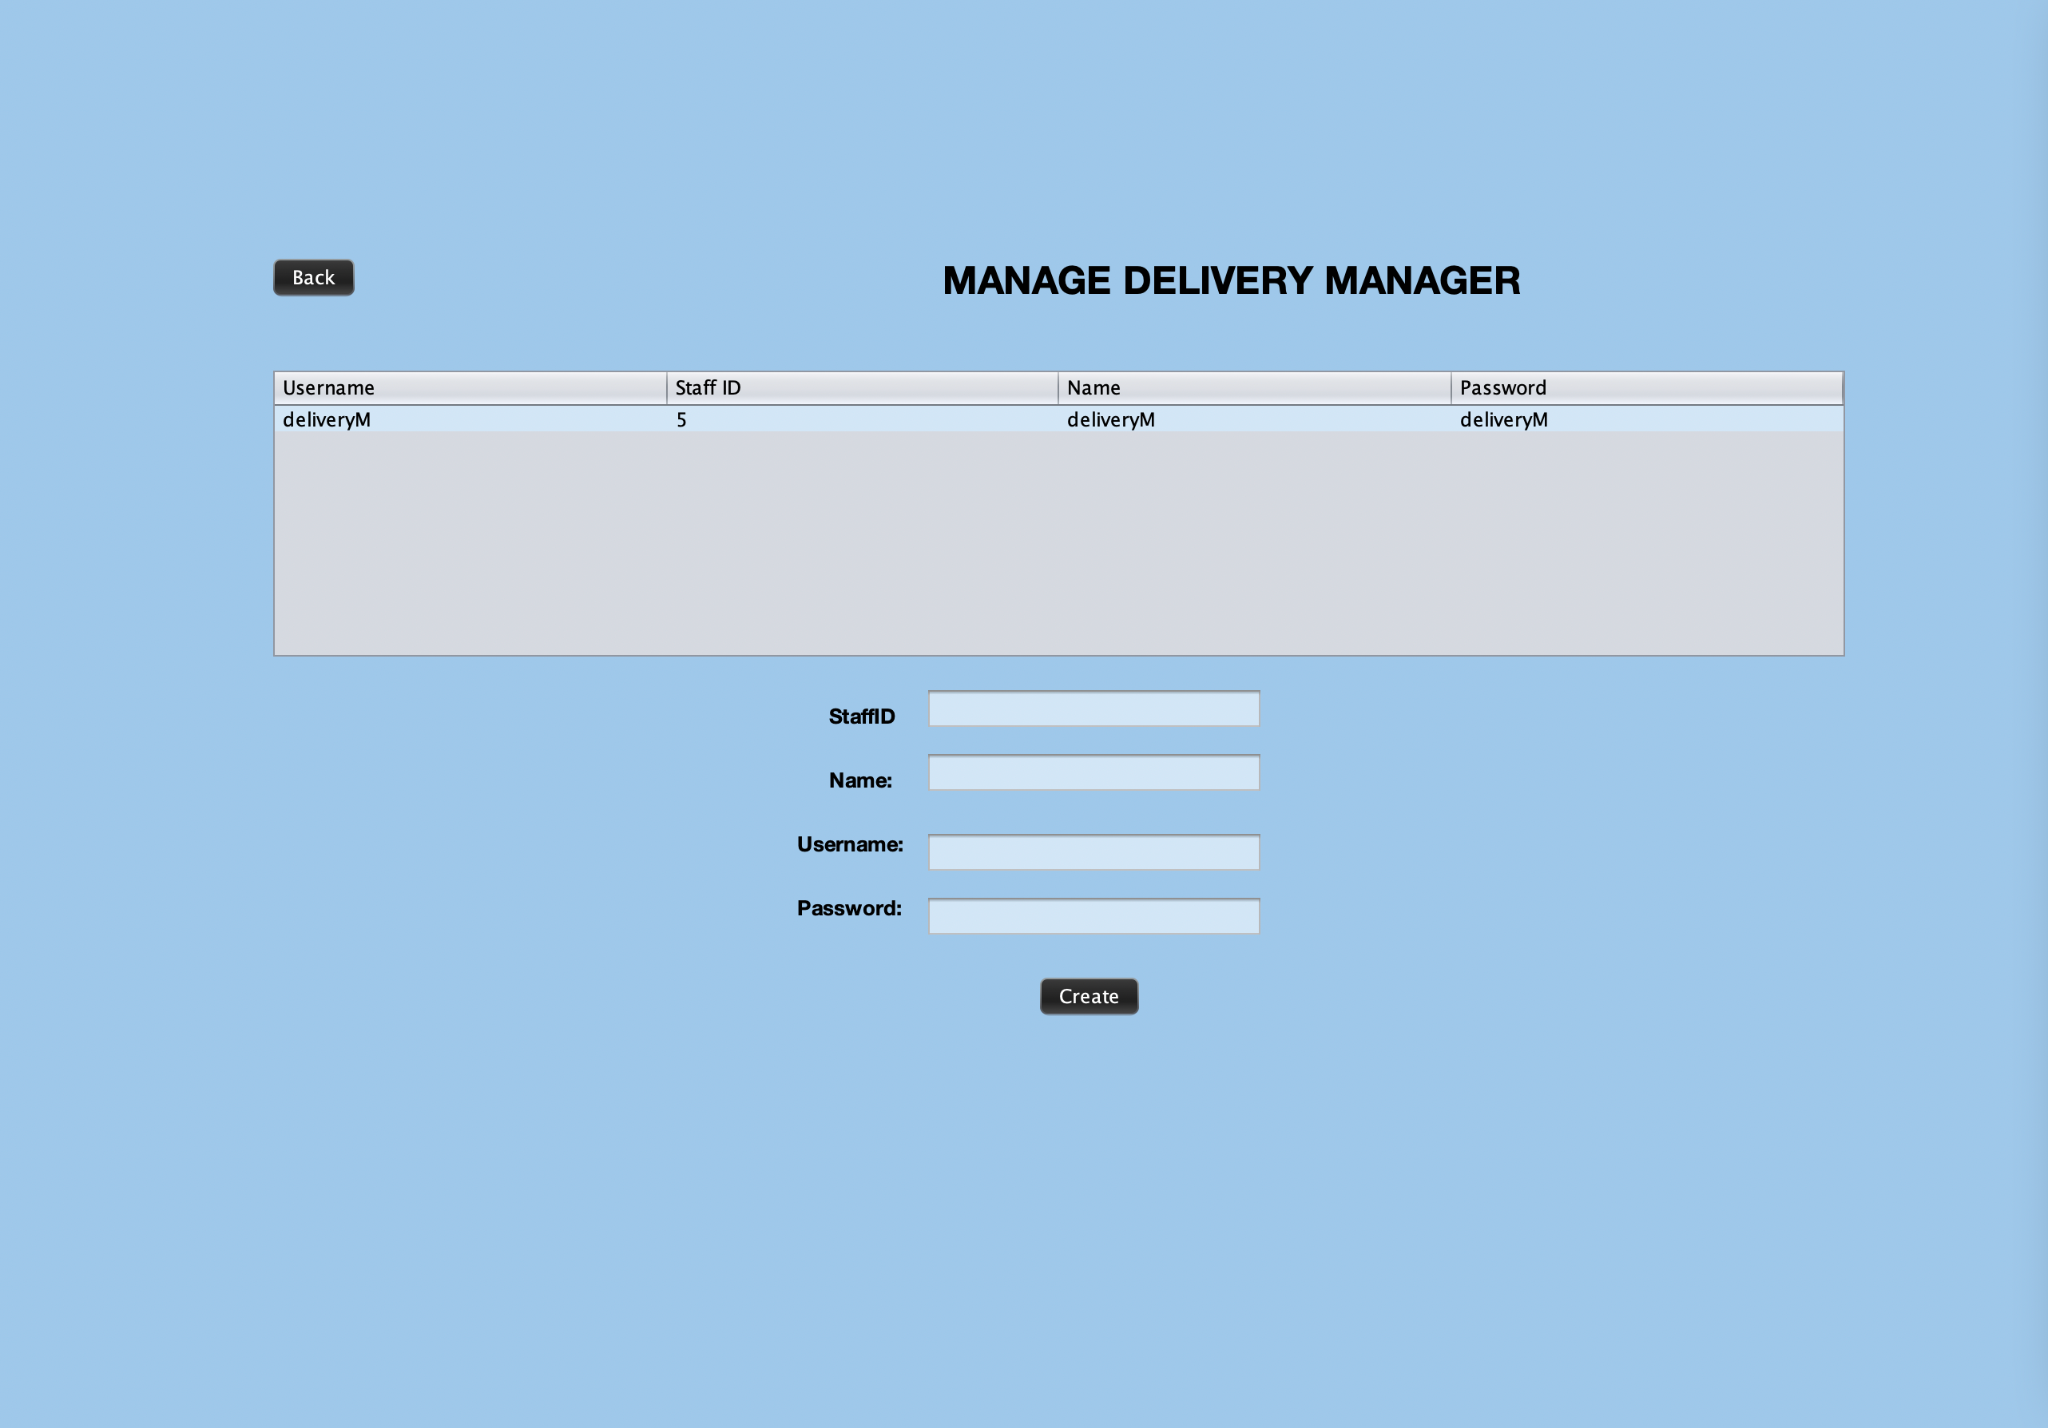 Back
MANAGE DELIVERY MANAGER
Username Staff ID Name Password
deliveryM 5 deliveryM deliveryM
StaffID
Name:
Username:
Password:
Create